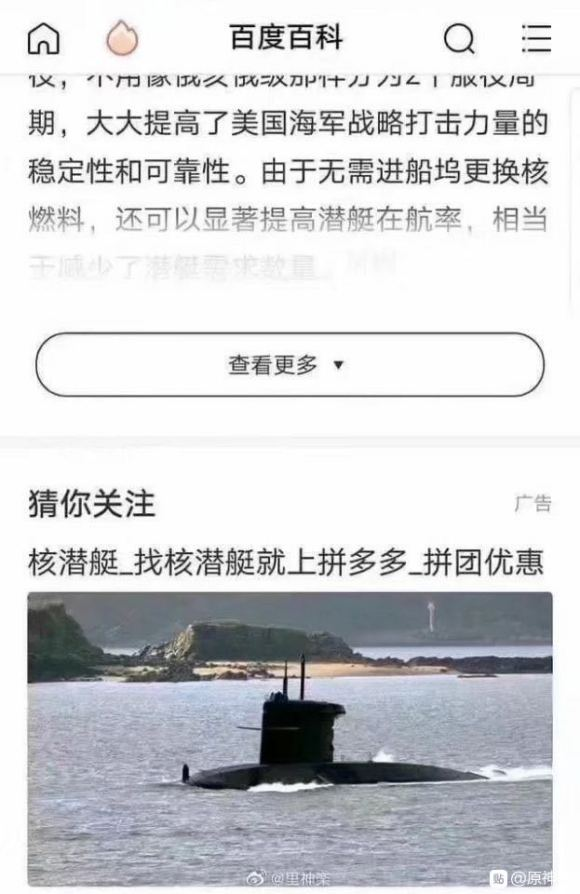 百度百科
役，不用像俄亥俄级那样分为2个服役周
期，大大提高了美国海军战略打击力量的
稳定性和可靠性。由于无需进船坞更换核
燃料，还可以显著提高潜艇在航率，相当
于减少了潜艇需求数量。
查看更多
猜你关注
广告
核潜艇_找核潜艇就上拼多多_拼团优惠
@里神楽
贴 @原神